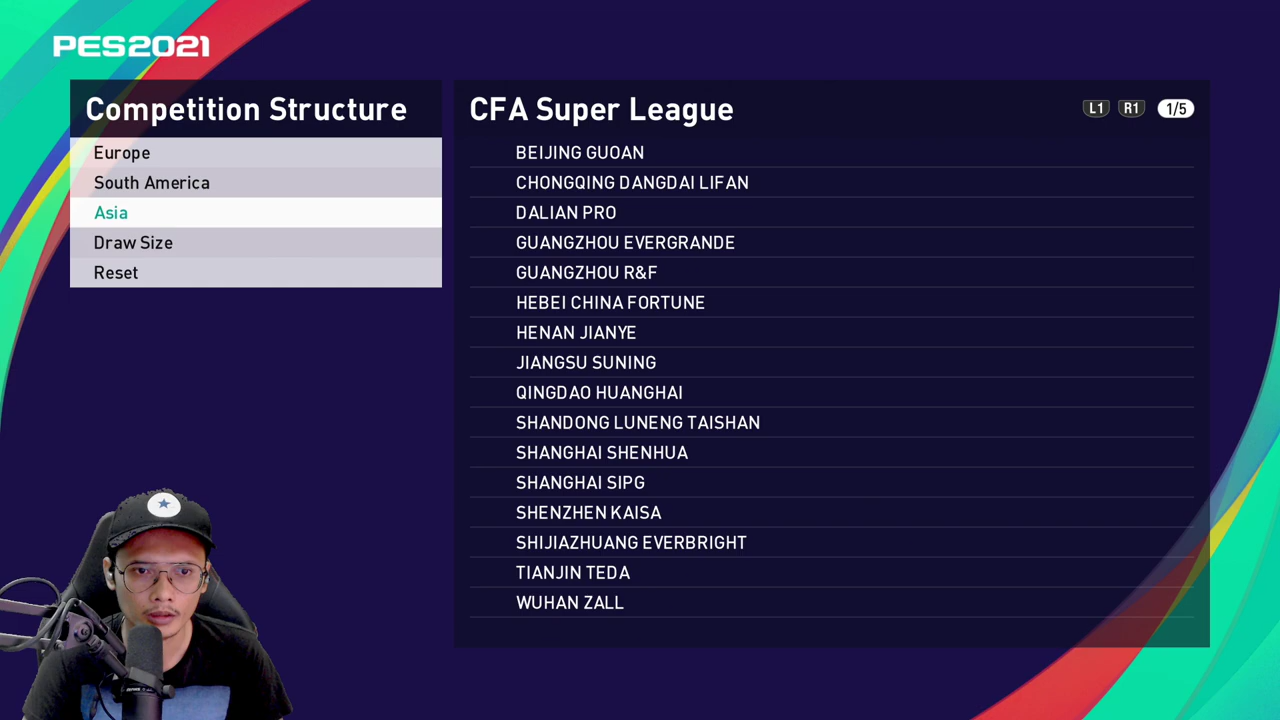 PES2021
Competition Structure
Europe
South America
Asia
Draw Size
Reset
CFA Super League
L1 R1 1/5
BEIJING GUOAN
CHONGQING DANGDAI LIFAN
DALIAN PRO
GUANGZHOU EVERGRANDE
GUANGZHOU R&F
HEBEI CHINA FORTUNE
HENAN JIANYE
JIANGSU SUNING
QINGDAO HUANGHAI
SHANDONG LUNENG TAISHAN
SHANGHAI SHENHUA
SHANGHAI SIPG
SHENZHEN KAISA
SHIJIAZHUANG EVERBRIGHT
TIANJIN TEDA
WUHAN ZALL